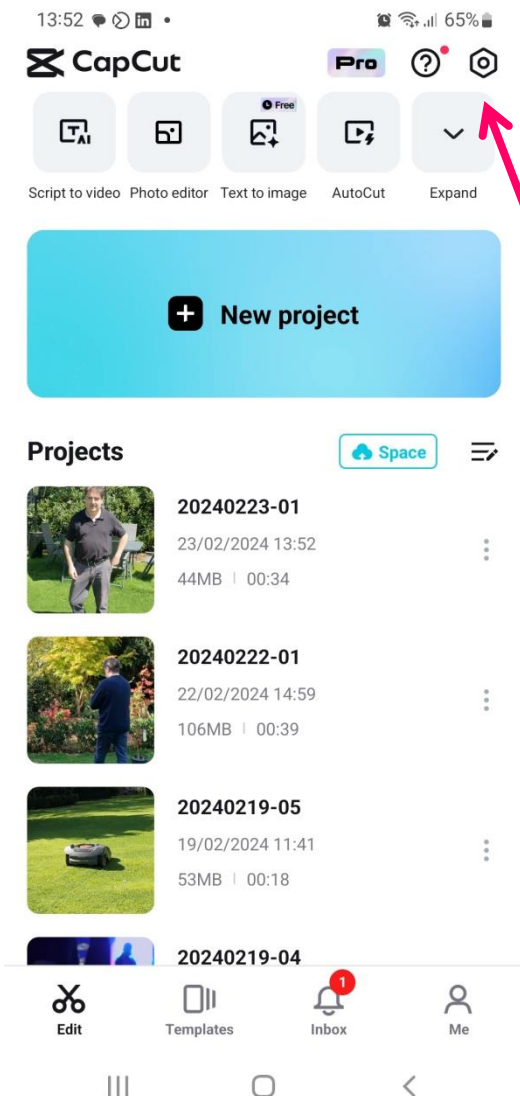 13:52
65%
CapCut
Pro
Free
Script to video
Photo editor
Text to image
AutoCut
Expand
New project
Projects
Space
20240223-01
23/02/2024 13:52
44MB | 00:34
20240222-01
22/02/2024 14:59
106MB | 00:39
20240219-05
19/02/2024 11:41
53MB | 00:18
20240219-04
1
Edit
Templates
Inbox
Me